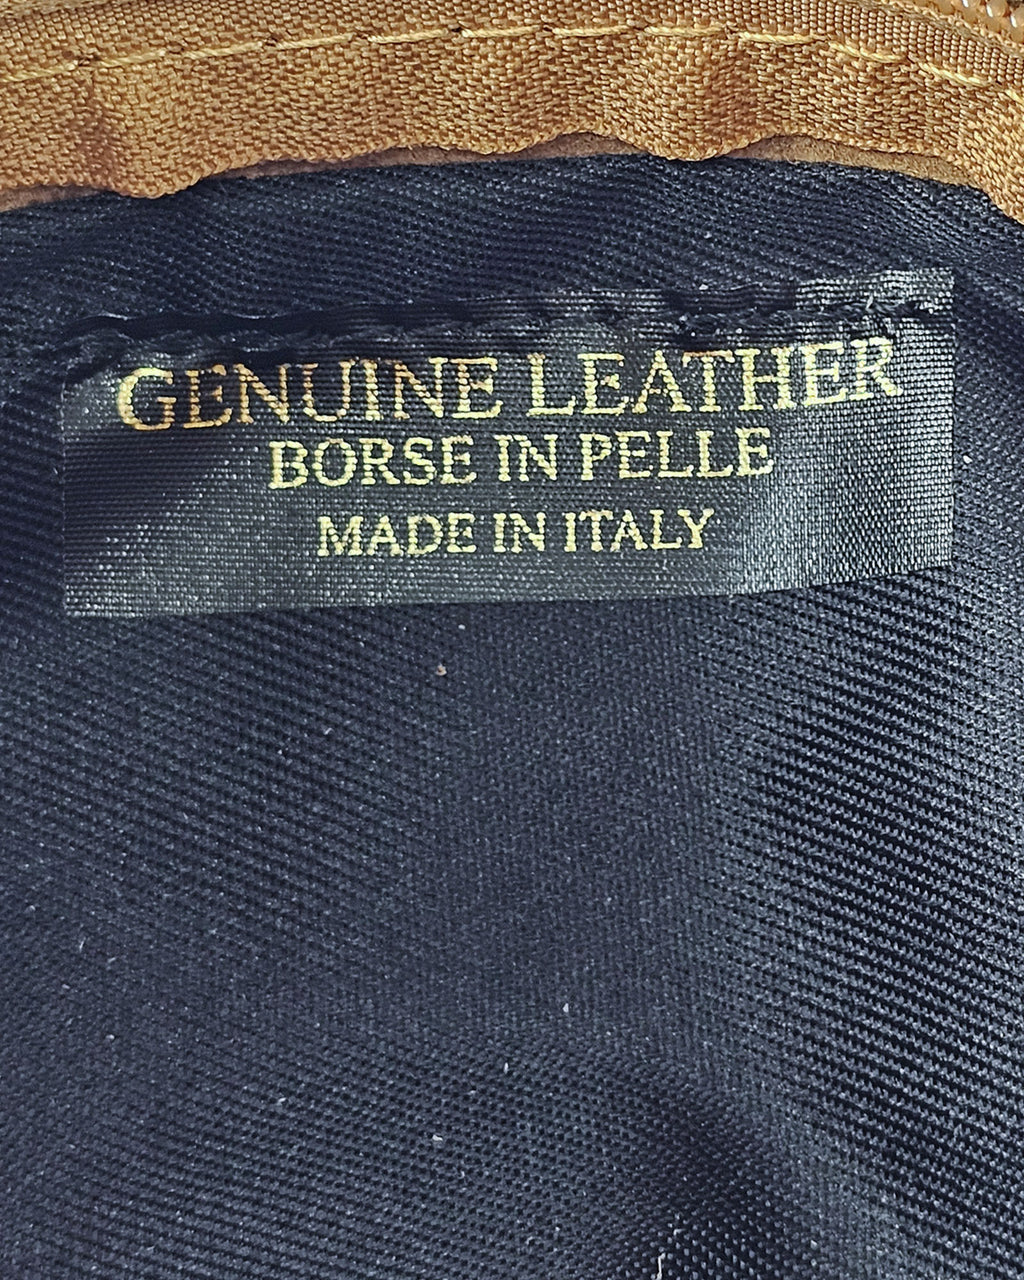 GENUINE LEATHER
BORSE IN PELLE
MADE IN ITALY